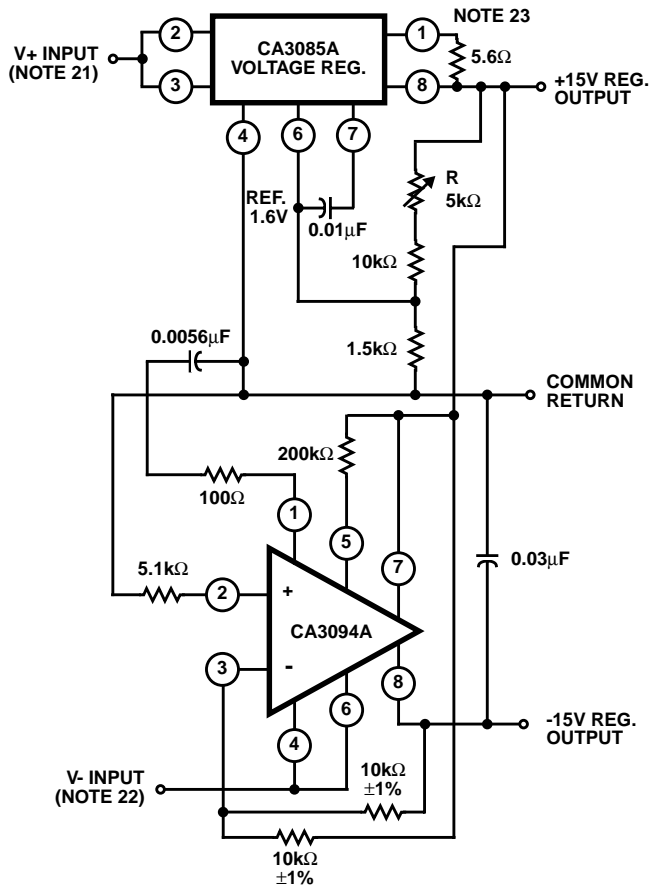 NOTE 23
V+ INPUT
(NOTE 21)
2
3
CA3085A
VOLTAGE REG.
1
8
5.6Ω
+15V REG.
OUTPUT
4
6
7
REF.
1.6V
0.01μF
R
5kΩ
10kΩ
0.0056μF
1.5kΩ
COMMON
RETURN
200kΩ
100Ω
1
5
7
0.03μF
5.1kΩ
2
+
CA3094A
3
-
8
6
4
-15V REG.
OUTPUT
V- INPUT
(NOTE 22)
10kΩ
±1%
10kΩ
±1%